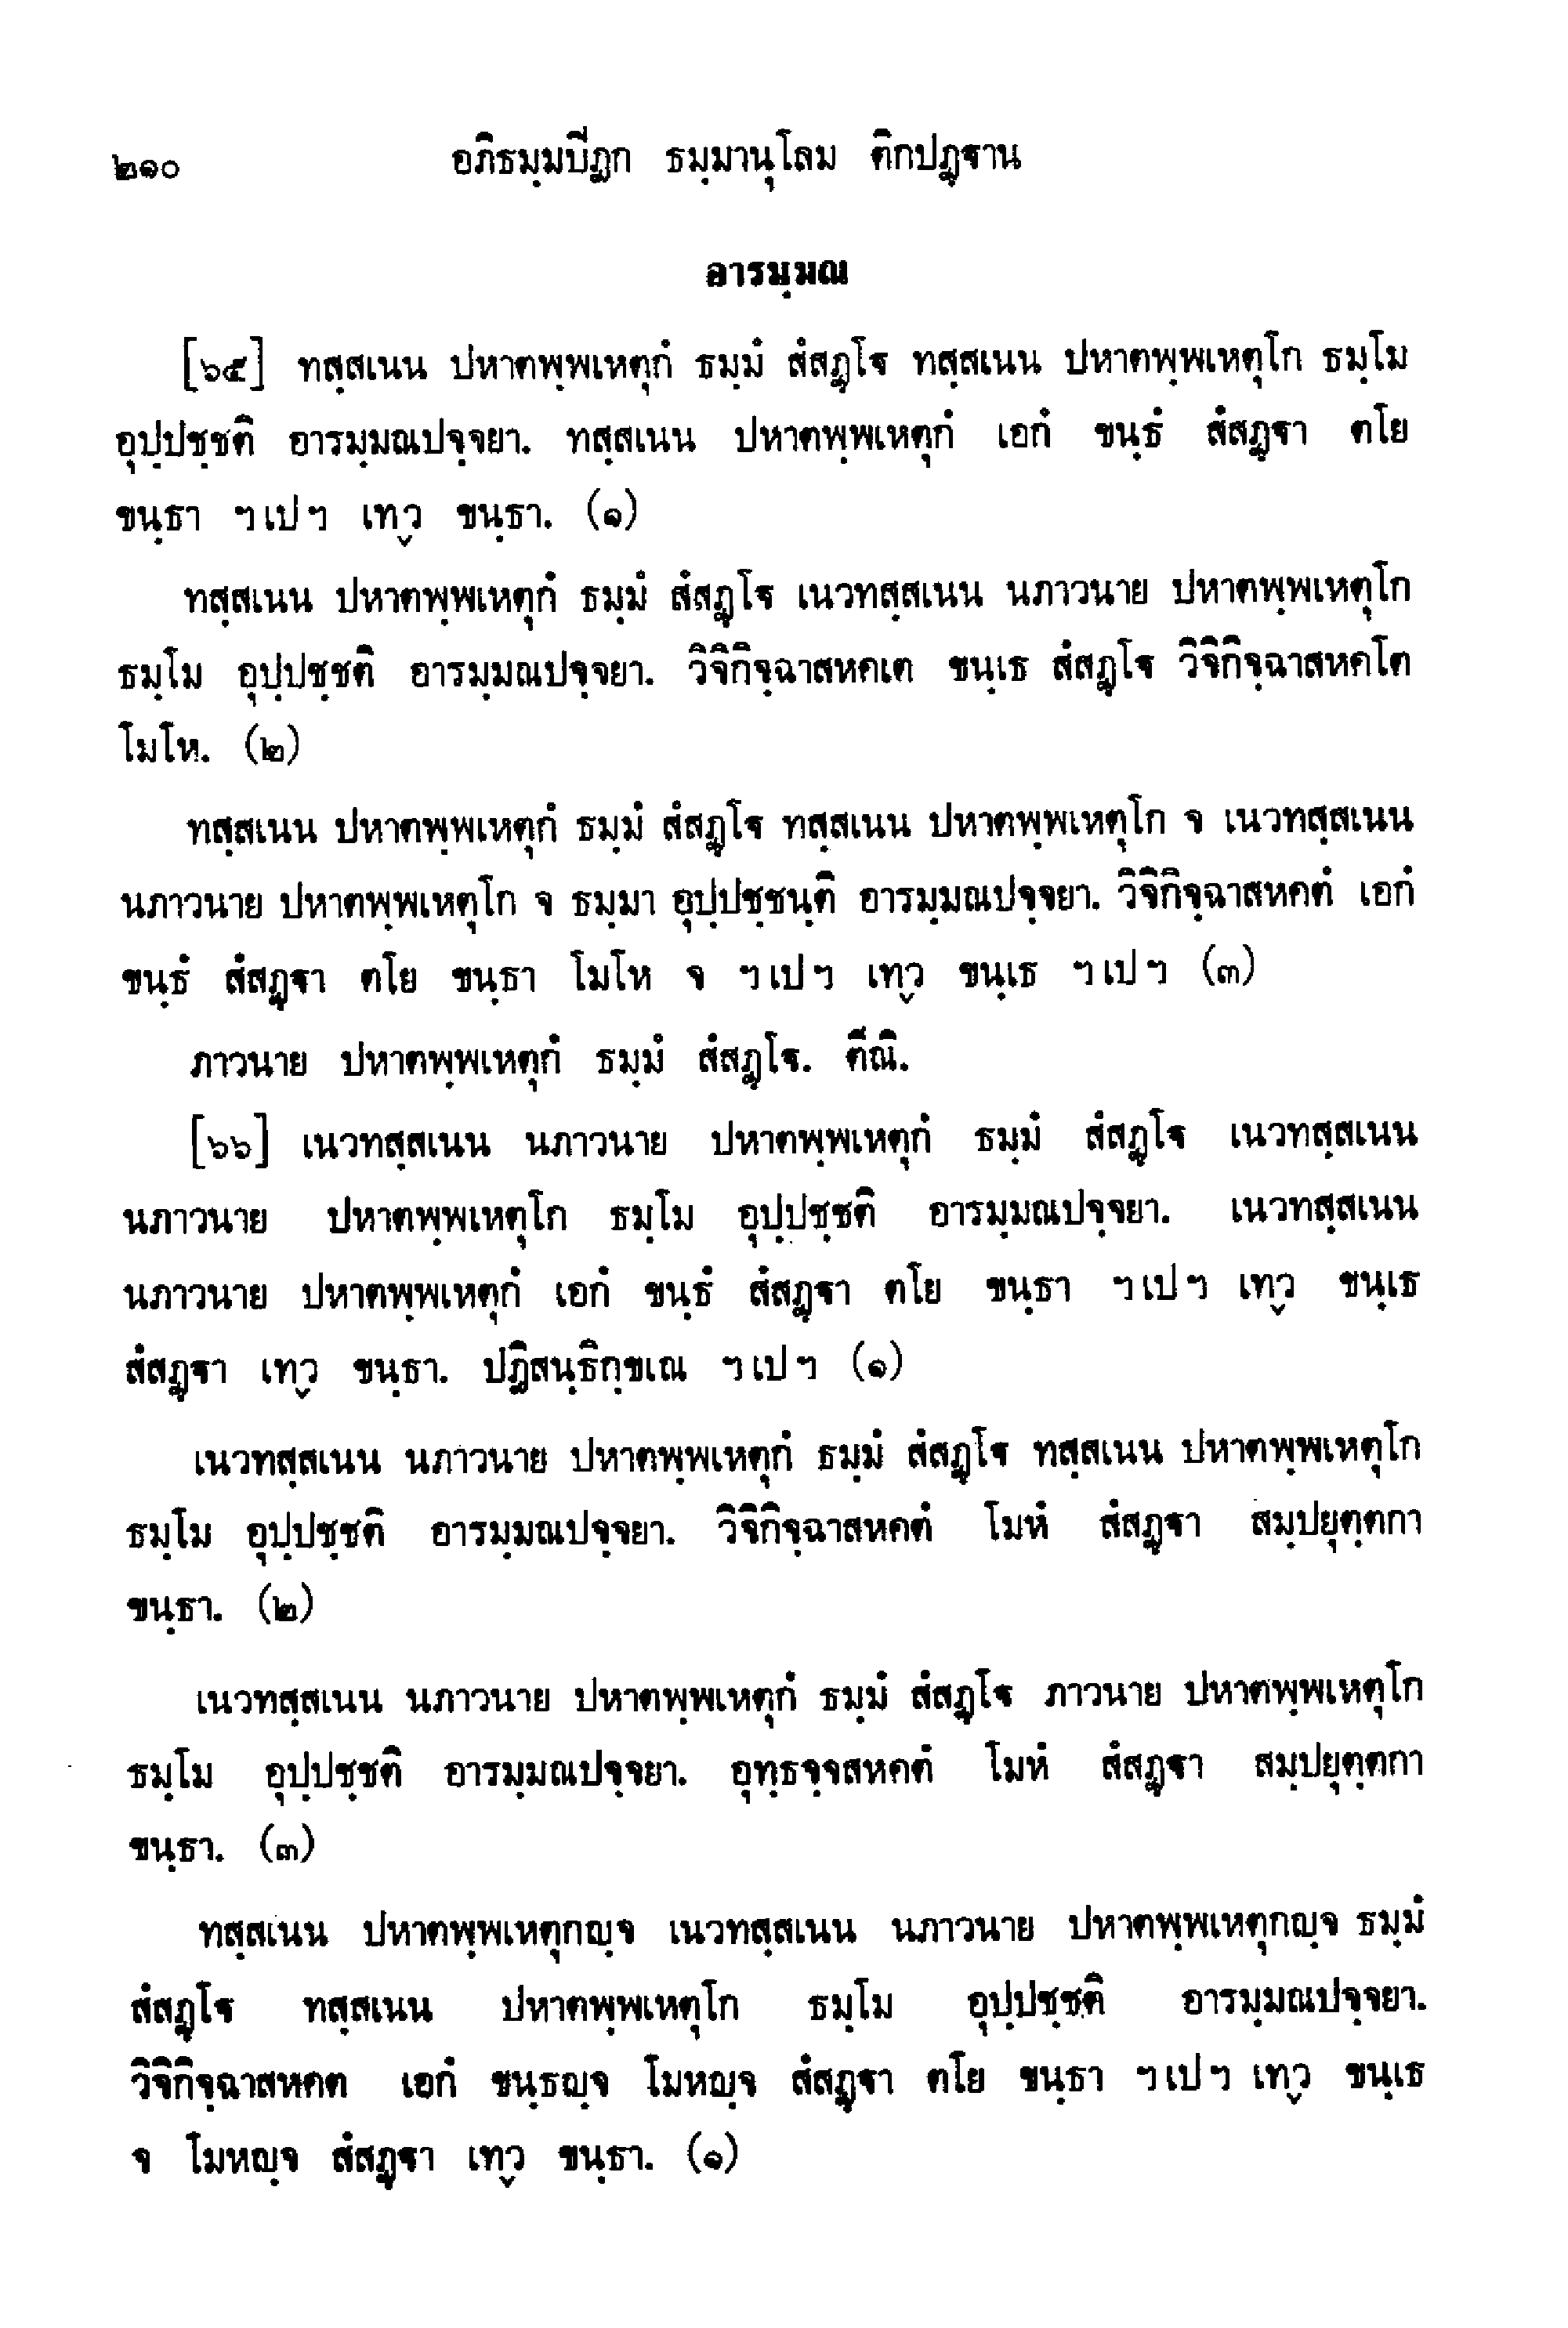 ๒๑๐ อภิธมฺมปีฏก ธมฺมานุโลม ติกปฏฺฐาน
อารมฺมณ
[๖๕] ทสฺสเนน ปหาตพฺพเหตุกํ ธมฺมํ สํสฏฺโฐ ทสฺสเนน ปหาตพฺพเหตุโก ธมฺโม
อุปฺปชฺชติ อารมฺมณปจฺจยา. ทสฺสเนน ปหาตพฺพเหตุกํ เอกํ ขนฺธํ สํสฏฺฐา ตโย
ขนฺธา ฯเปฯ เทฺว ขนฺธา. (๑)
ทสฺสเนน ปหาตพฺพเหตุกํ ธมฺมํ สํสฏฺโฐ เนวทสฺสเนน นภาวนาย ปหาตพฺพเหตุโก
ธมฺโม อุปฺปชฺชติ อารมฺมณปจฺจยา. วิจิกิจฺฉาสหคเต ขนฺเธ สํสฏฺโฐ วิจิกิจฺฉาสหคโต
โมโห. (๒)
ทสฺสเนน ปหาตพฺพเหตุกํ ธมฺมํ สํสฏฺโฐ ทสฺสเนน ปหาตพฺพเหตุโก จ เนวทสฺสเนน
นภาวนาย ปหาตพฺพเหตุโก จ ธมฺมา อุปฺปชฺชนฺติ อารมฺมณปจฺจยา. วิจิกิจฺฉาสหคตํ เอกํ
ขนฺธํ สํสฏฺฐา ตโย ขนฺธา โมโห จ ฯเปฯ เทฺว ขนฺเธ ฯเปฯ (๓)
ภาวนาย ปหาตพฺพเหตุกํ ธมฺมํ สํสฏฺโฐ. ตีณิ.
[๖๖] เนวทสฺสเนน นภาวนาย ปหาตพฺพเหตุกํ ธมฺมํ สํสฏฺโฐ เนวทสฺสเนน
นภาวนาย ปหาตพฺพเหตุโก ธมฺโม อุปฺปชฺชติ อารมฺมณปจฺจยา. เนวทสฺสเนน
นภาวนาย ปหาตพฺพเหตุกํ เอกํ ขนฺธํ สํสฏฺฐา ตโย ขนฺธา ฯเปฯ เทฺว ขนฺเธ
สํสฏฺฐา เทฺว ขนฺธา. ปฏิสนฺธิกฺขเณ ฯเปฯ (๑)
เนวทสฺสเนน นภาวนาย ปหาตพฺพเหตุกํ ธมฺมํ สํสฏฺโฐ ทสฺสเนน ปหาตพฺพเหตุโก
ธมฺโม อุปฺปชฺชติ อารมฺมณปจฺจยา. วิจิกิจฺฉาสหคตํ โมหํ สํสฏฺฐา สมฺปยุตฺตกา
ขนฺธา. (๒)
เนวทสฺสเนน นภาวนาย ปหาตพฺพเหตุกํ ธมฺมํ สํสฏฺโฐ ภาวนาย ปหาตพฺพเหตุโก
ธมฺโม อุปฺปชฺชติ อารมฺมณปจฺจยา. อุทฺธจฺจสหคตํ โมหํ สํสฏฺฐา สมฺปยุตฺตกา
ขนฺธา. (๓)
ทสฺสเนน ปหาตพฺพเหตุกญฺจ เนวทสฺสเนน นภาวนาย ปหาตพฺพเหตุกญฺจ ธมฺมํ
สํสฏฺโฐ ทสฺสเนน ปหาตพฺพเหตุโก ธมฺโม อุปฺปชฺชติ อารมฺมณปจฺจยา.
วิจิกิจฺฉาสหคต เอกํ ขนฺธญฺจ โมหญฺจ สํสฏฺฐา ตโย ขนฺธา ฯเปฯ เทฺว ขนฺเธ
จ โมหญฺจ สํสฏฺฐา เทฺว ขนฺธา. (๑)